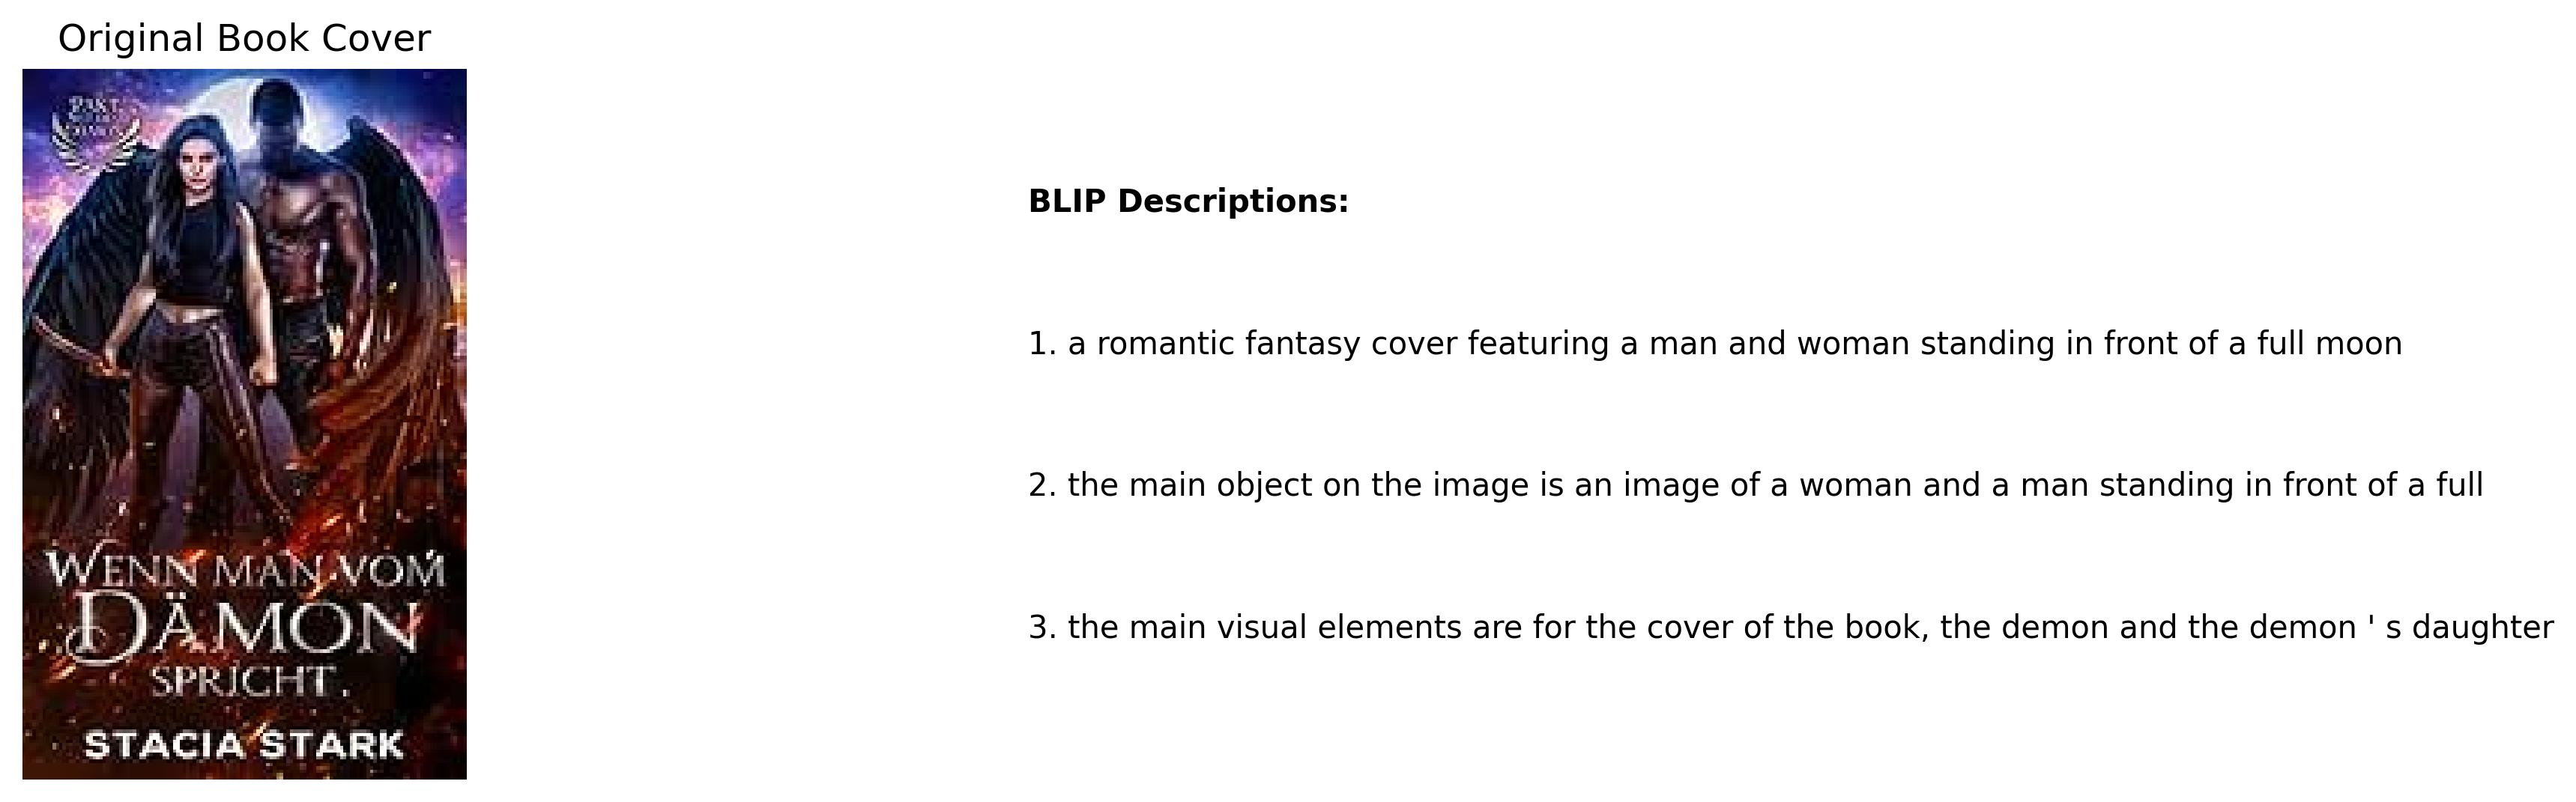 Original Book Cover
PAKT
WENN MAN VOM
DÄMON
SPRICHT.
STACIA STARK
BLIP Descriptions:
1. a romantic fantasy cover featuring a man and woman standing in front of a full moon
2. the main object on the image is an image of a woman and a man standing in front of a full
3. the main visual elements are for the cover of the book, the demon and the demon ' s daughter